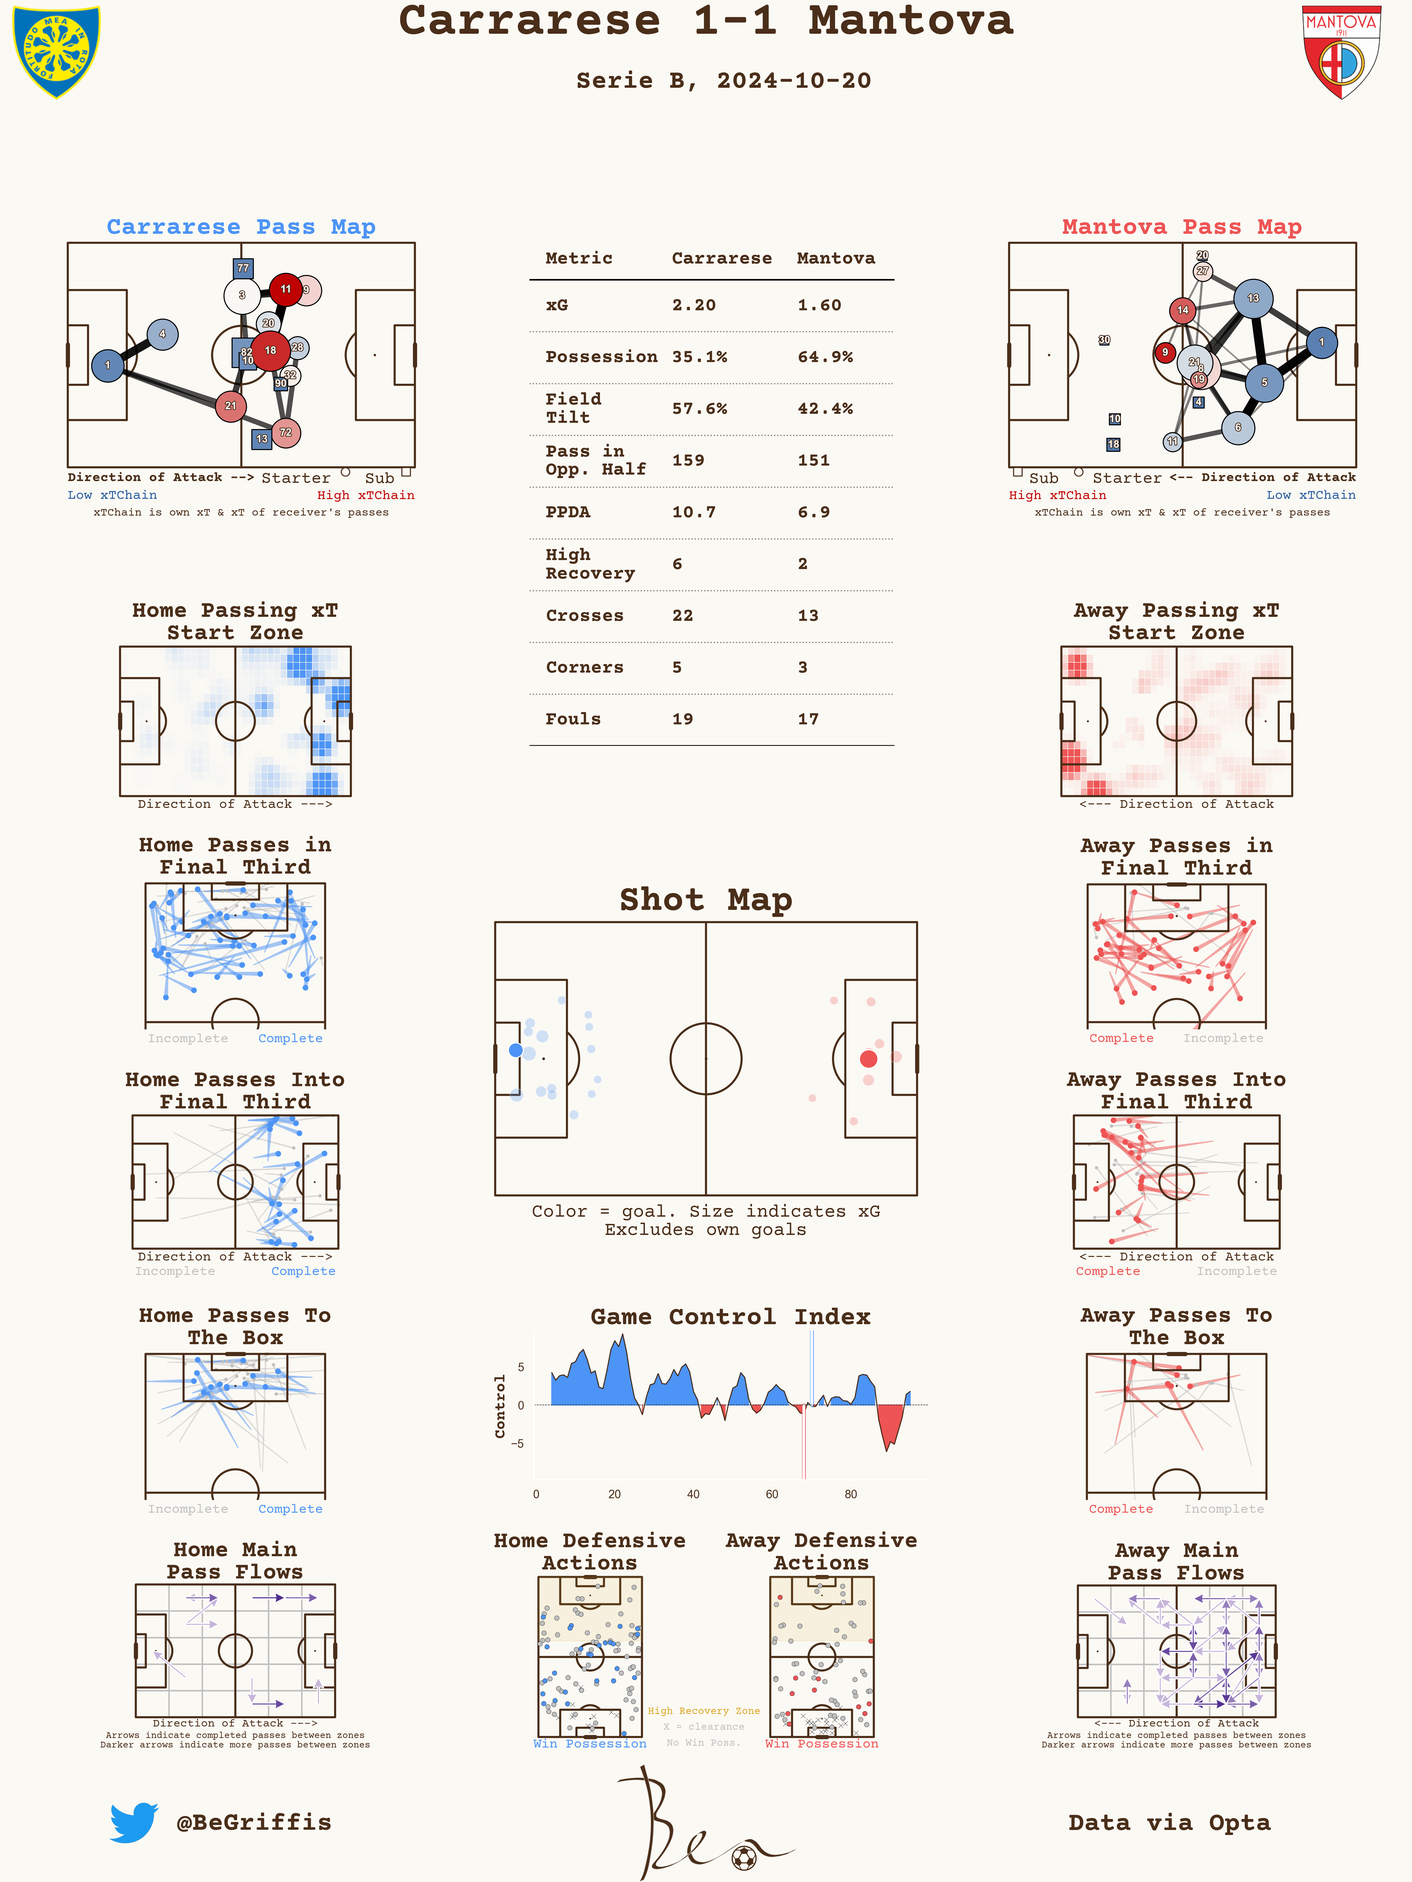 Carrarese 1-1 Mantova
Serie B, 2024-10-20
FORTITUDO MEA IN ROTA
MANTOVA
1911
Carrarese Pass Map
77
3
11
9
20
4
1
82
10
18
28
32
90
21
13
72
Direction of Attack --> Starter Sub
Low xTChain High xTChain
xTChain is own xT & xT of receiver's passes
Metric Carrarese Mantova
xG 2.20 1.60
Possession 35.1% 64.9%
Field
Tilt 57.6% 42.4%
Pass in
Opp. Half 159 151
PPDA 10.7 6.9
High
Recovery 6 2
Crosses 22 13
Corners 5 3
Fouls 19 17
Mantova Pass Map
20
27
13
14
30
9
21
8
19
1
5
4
10
6
18
11
Sub Starter <-- Direction of Attack
High xTChain Low xTChain
xTChain is own xT & xT of receiver's passes
Home Passing xT
Start Zone
Direction of Attack --->
Away Passing xT
Start Zone
<--- Direction of Attack
Home Passes in
Final Third
Incomplete Complete
Away Passes in
Final Third
Complete Incomplete
Shot Map
Color = goal. Size indicates xG
Excludes own goals
Home Passes Into
Final Third
Direction of Attack --->
Incomplete Complete
Away Passes Into
Final Third
<--- Direction of Attack
Complete Incomplete
Home Passes To
The Box
Incomplete Complete
Game Control Index
Control
5
0
−5
0 20 40 60 80
Away Passes To
The Box
Complete Incomplete
Home Main
Pass Flows
Direction of Attack --->
Arrows indicate completed passes between zones
Darker arrows indicate more passes between zones
Home Defensive
Actions
Win Possession
High Recovery Zone
X = clearance
No Win Poss.
Away Defensive
Actions
Win Possession
Away Main
Pass Flows
<--- Direction of Attack
Arrows indicate completed passes between zones
Darker arrows indicate more passes between zones
@BeGriffis
Ben
Data via Opta